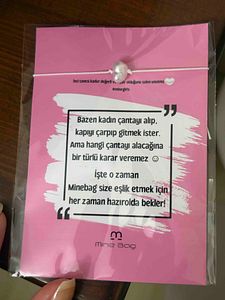 Bazen kadın çantayı alıp,
kapıyı çarpıp gitmek ister.
Ama hangi çantayı alacağına
bir türlü karar veremez ☺
İşte o zaman
Minebag size eşlik etmek için,
her zaman hazırolda bekler!
m
Mine Bag